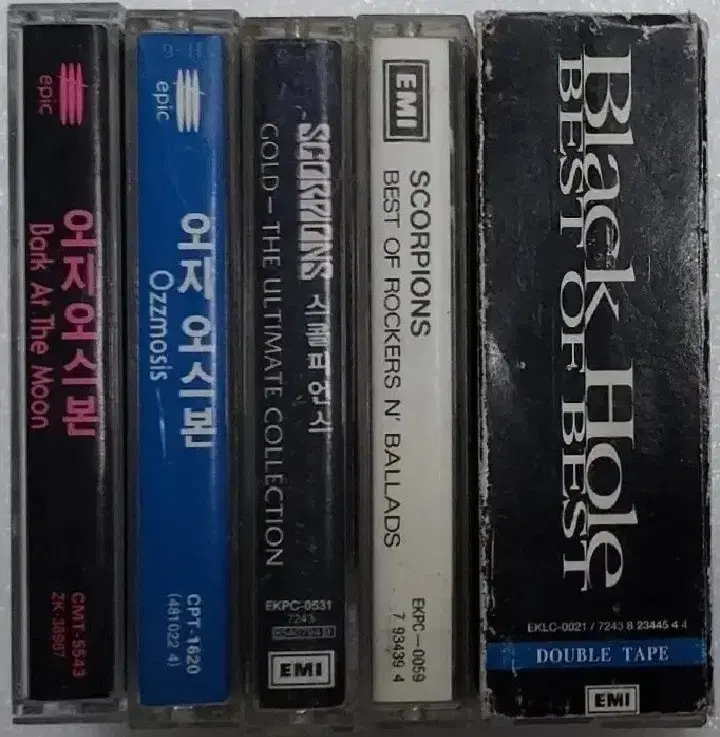 epic
오지 오스본
Bark At The Moon
CMT-5543
ZK 38987
epic
오지 오스본
Ozzmosis
CPT-1620
(481022 4)
SCORPIONS 스콜피언스
GOLD—THE ULTIMATE COLLECTION
EKPC-0531
7243
EMI
EMI
SCORPIONS
BEST OF ROCKERS N' BALLADS
EKPC-0059
7 93439 4
Black Hole
BEST OF BEST
EKLC-0021 / 7243 8 23445 4 4
DOUBLE TAPE
EMI